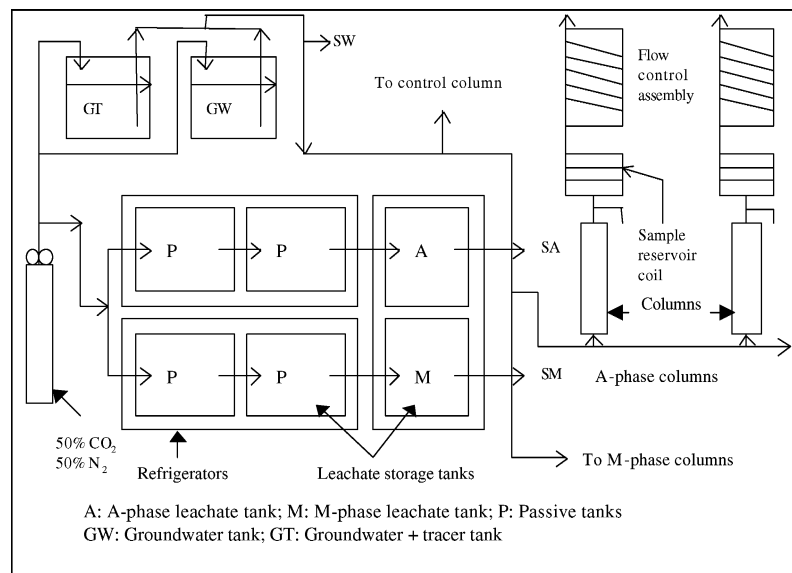 SW
Flow
control
assembly
GT
GW
To control column
P
P
A
SA
Sample
reservoir
coil
Columns
P
P
M
SM
A-phase columns
50% CO₂
50% N₂
Refrigerators
Leachate storage tanks
To M-phase columns
A: A-phase leachate tank; M: M-phase leachate tank; P: Passive tanks
GW: Groundwater tank; GT: Groundwater + tracer tank